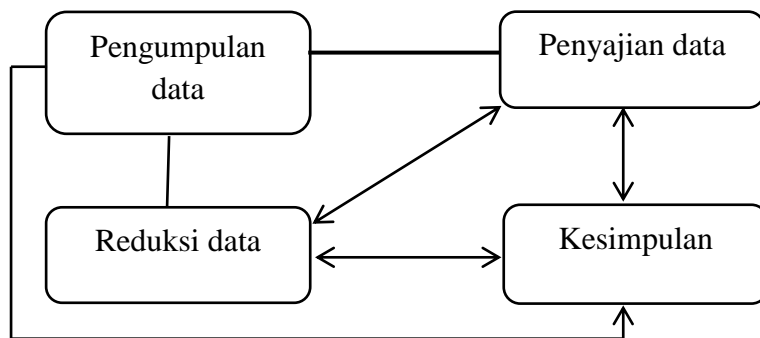 Pengumpulan
data
Penyajian data
Reduksi data
Kesimpulan